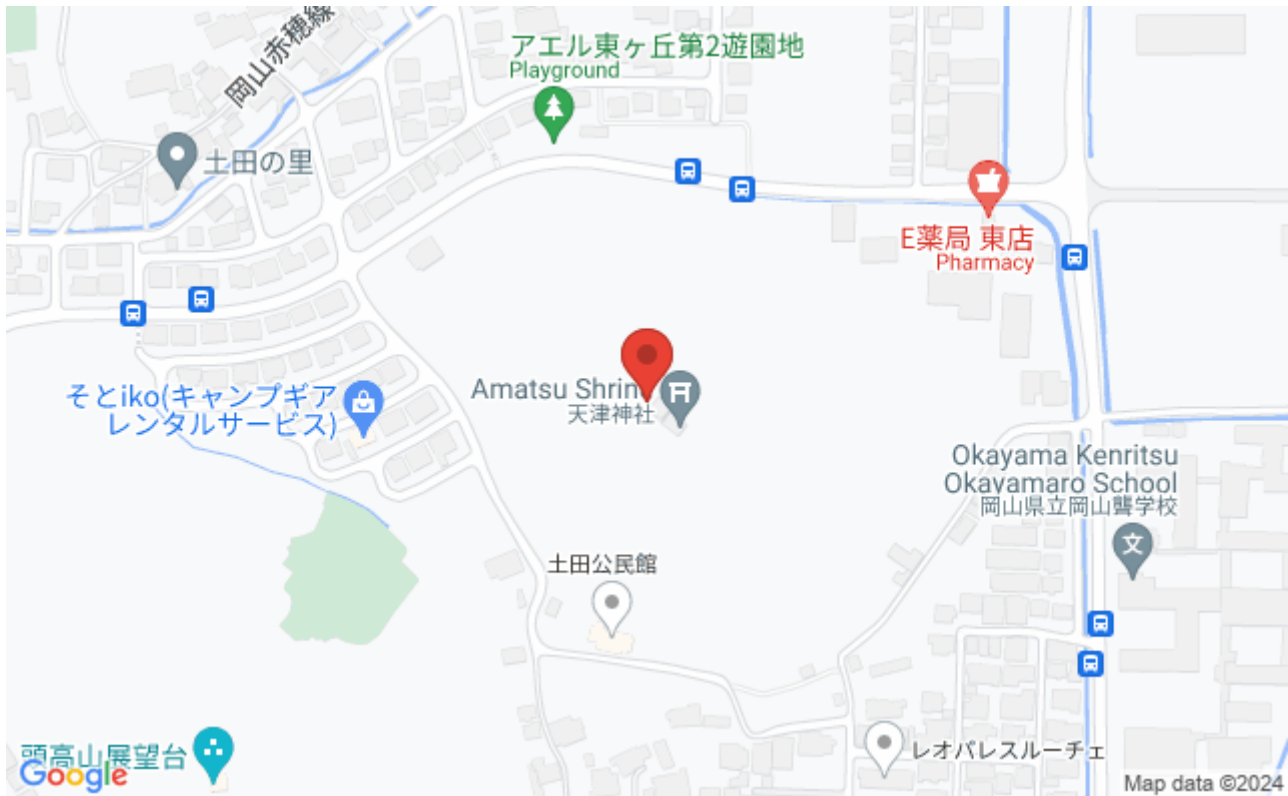 アエル東ヶ丘第2遊園地
Playground
岡山赤穂線
土田の里
E薬局 東店
Pharmacy
そとiko(キャンプギア
レンタルサービス)
Amatsu Shrin
天津神社
Okayama Kenritsu
Okayamaro School
岡山県立岡山聾学校
土田公民館
頭高山展望台
レオパレスルーチェ
Google
Map data ©2024